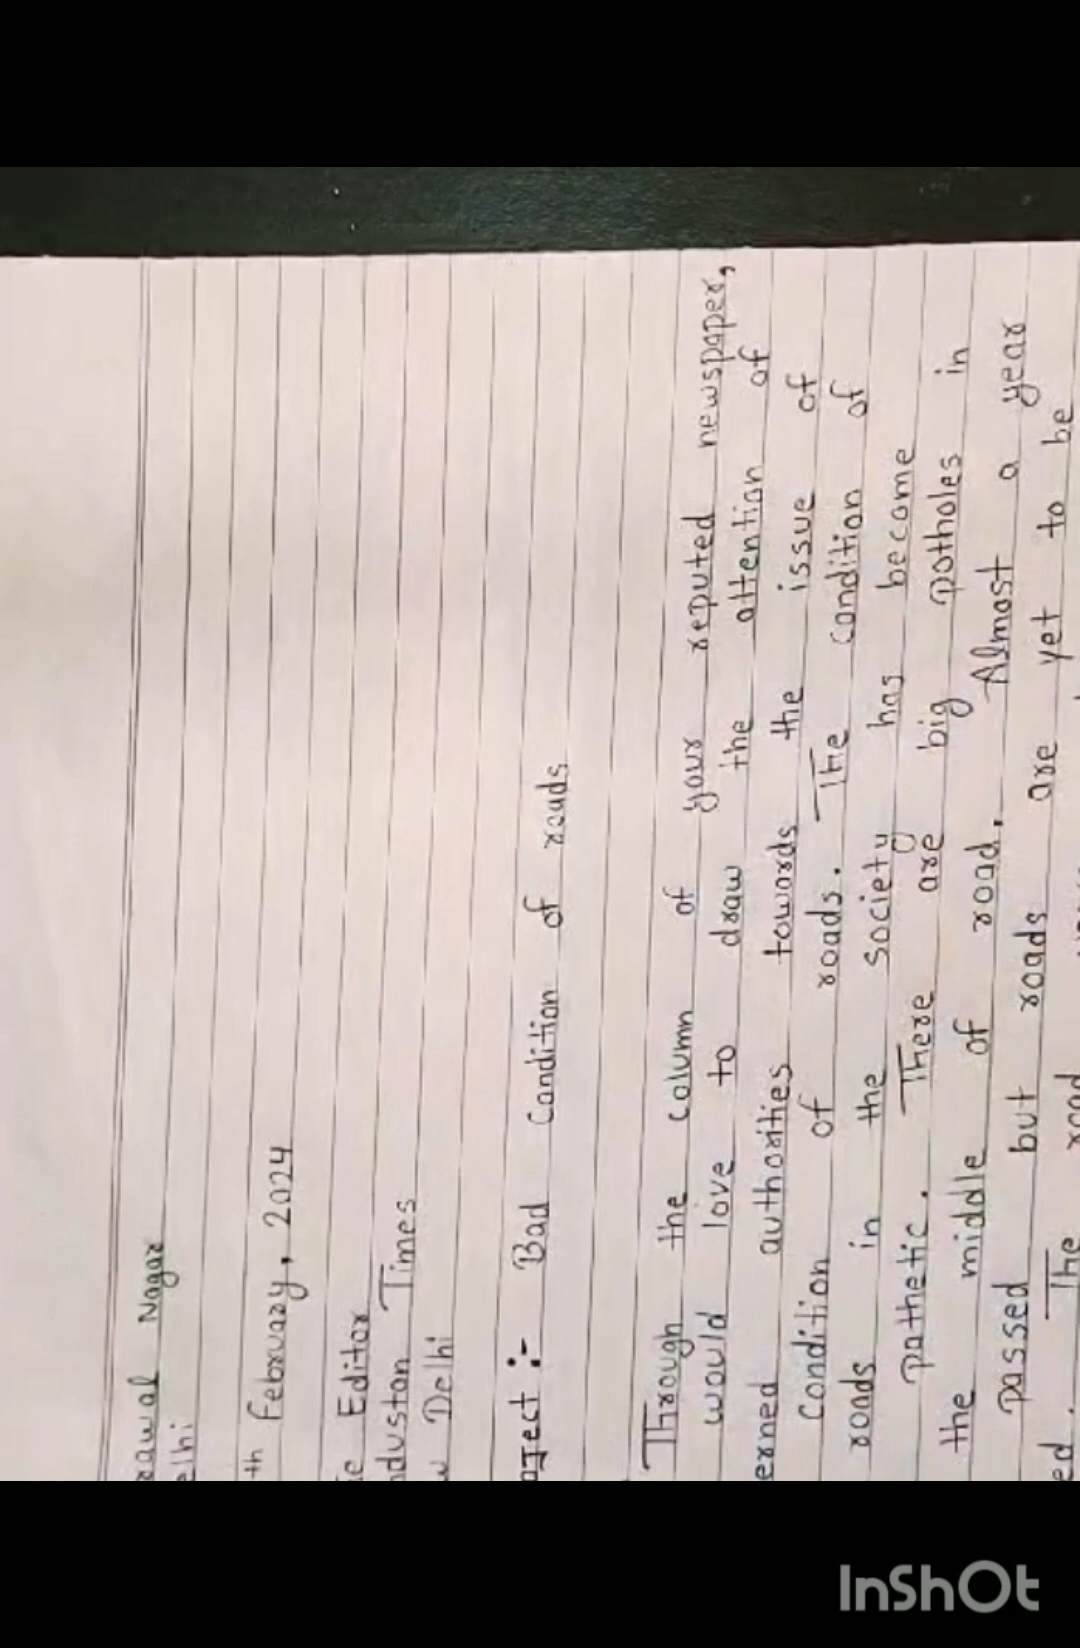 rawal Nagar
elhi
th February, 2024
e Editor
ndustan Times
w Delhi
bject :- Bad Condition of roads
Through the column of your reputed newspaper,
would love to draw the attention of
erned authorities towards the issue of
condition of roads. The condition of
roads in the society has become
pathetic. There are big potholes in
the middle of road. Almost a year
passed but roads are yet to be
ed. The road
InShOt